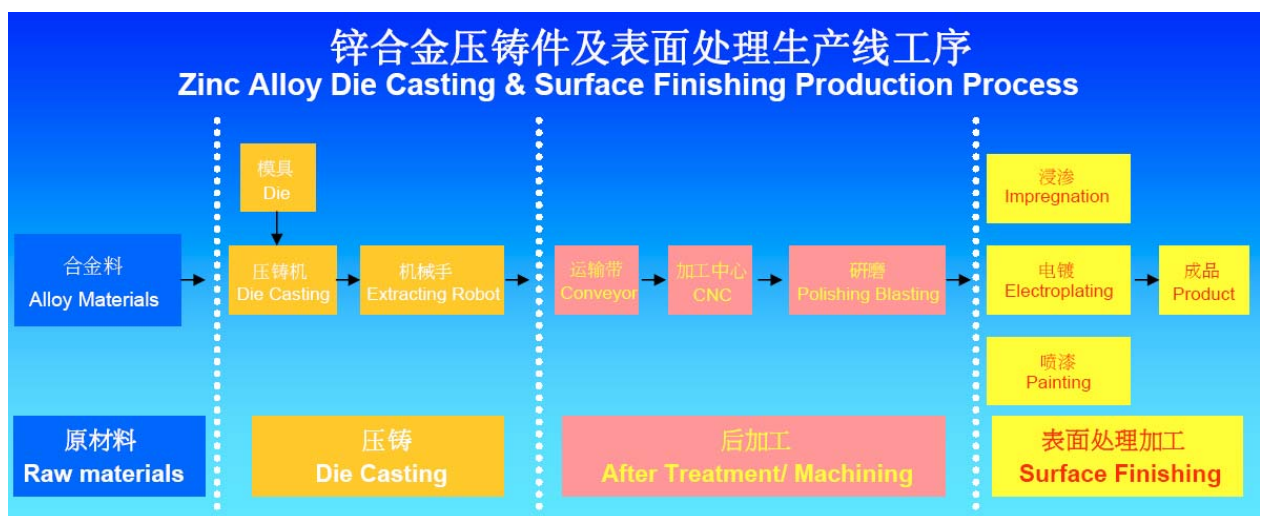 锌合金压铸件及表面处理生产线工序
Zinc Alloy Die Casting & Surface Finishing Production Process
模具
Die
合金料
Alloy Materials
压铸机
Die Casting
机械手
Extracting Robot
运输带
Conveyor
加工中心
CNC
研磨
Polishing Blasting
浸渗
Impregnation
电镀
Electroplating
成品
Product
喷漆
Painting
原材料
Raw materials
压铸
Die Casting
后加工
After Treatment/ Machining
表面处理加工
Surface Finishing